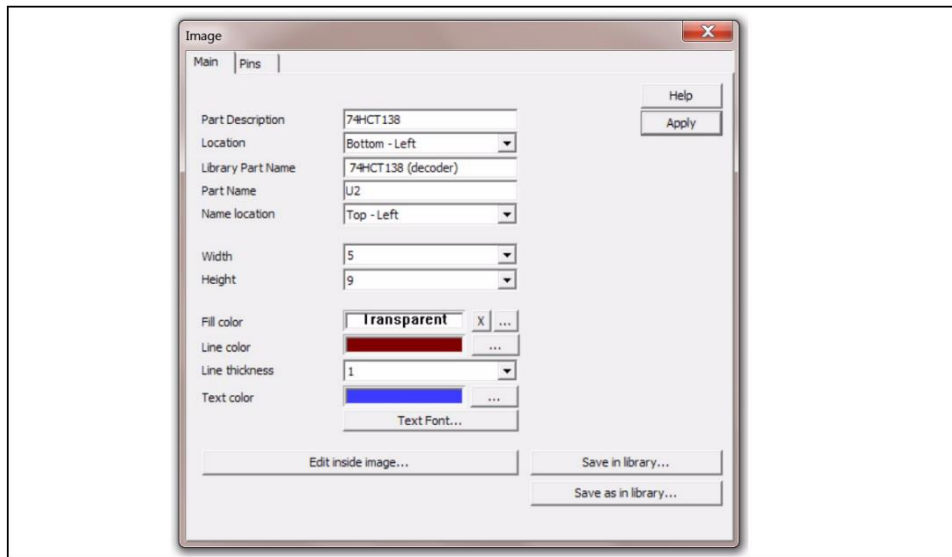 Image
X
Main Pins
Help
Part Description 74HCT138
Apply
Location Bottom - Left
Library Part Name 74HCT138 (decoder)
Part Name U2
Name location Top - Left
Width 5
Height 9
Fill color Transparent X ...
Line color ...
Line thickness 1
Text color ...
Text Font...
Edit inside image... Save in library...
Save as in library...